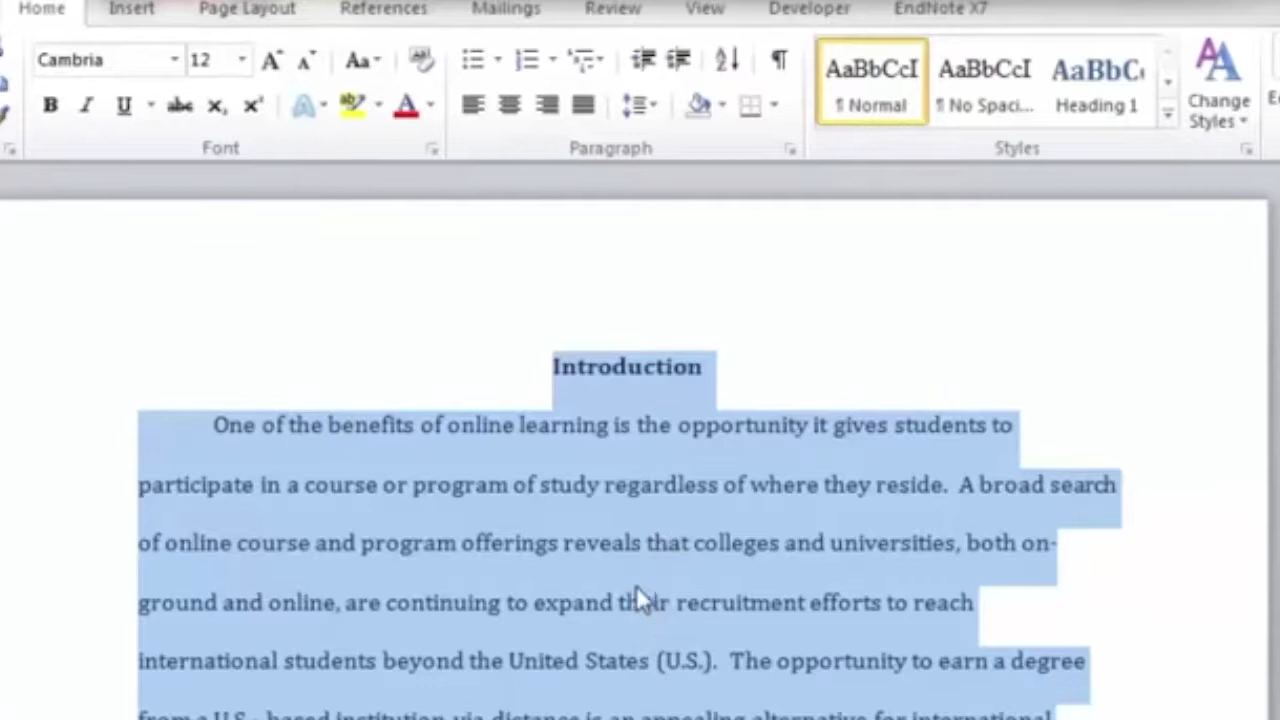 Home Insert Page Layout References Mailings Review View Developer EndNote X7
Cambria 12 Aa AaBbCcI AaBbCcI AaBbC
¶ Normal ¶ No Spaci... Heading 1 Change
B I U abc x₂ x² A ab A Styles
Font Paragraph Styles
Introduction
One of the benefits of online learning is the opportunity it gives students to
participate in a course or program of study regardless of where they reside. A broad search
of online course and program offerings reveals that colleges and universities, both on-
ground and online, are continuing to expand their recruitment efforts to reach
international students beyond the United States (U.S.). The opportunity to earn a degree
from a U.S.- based institution via distance is an appealing alternative for international